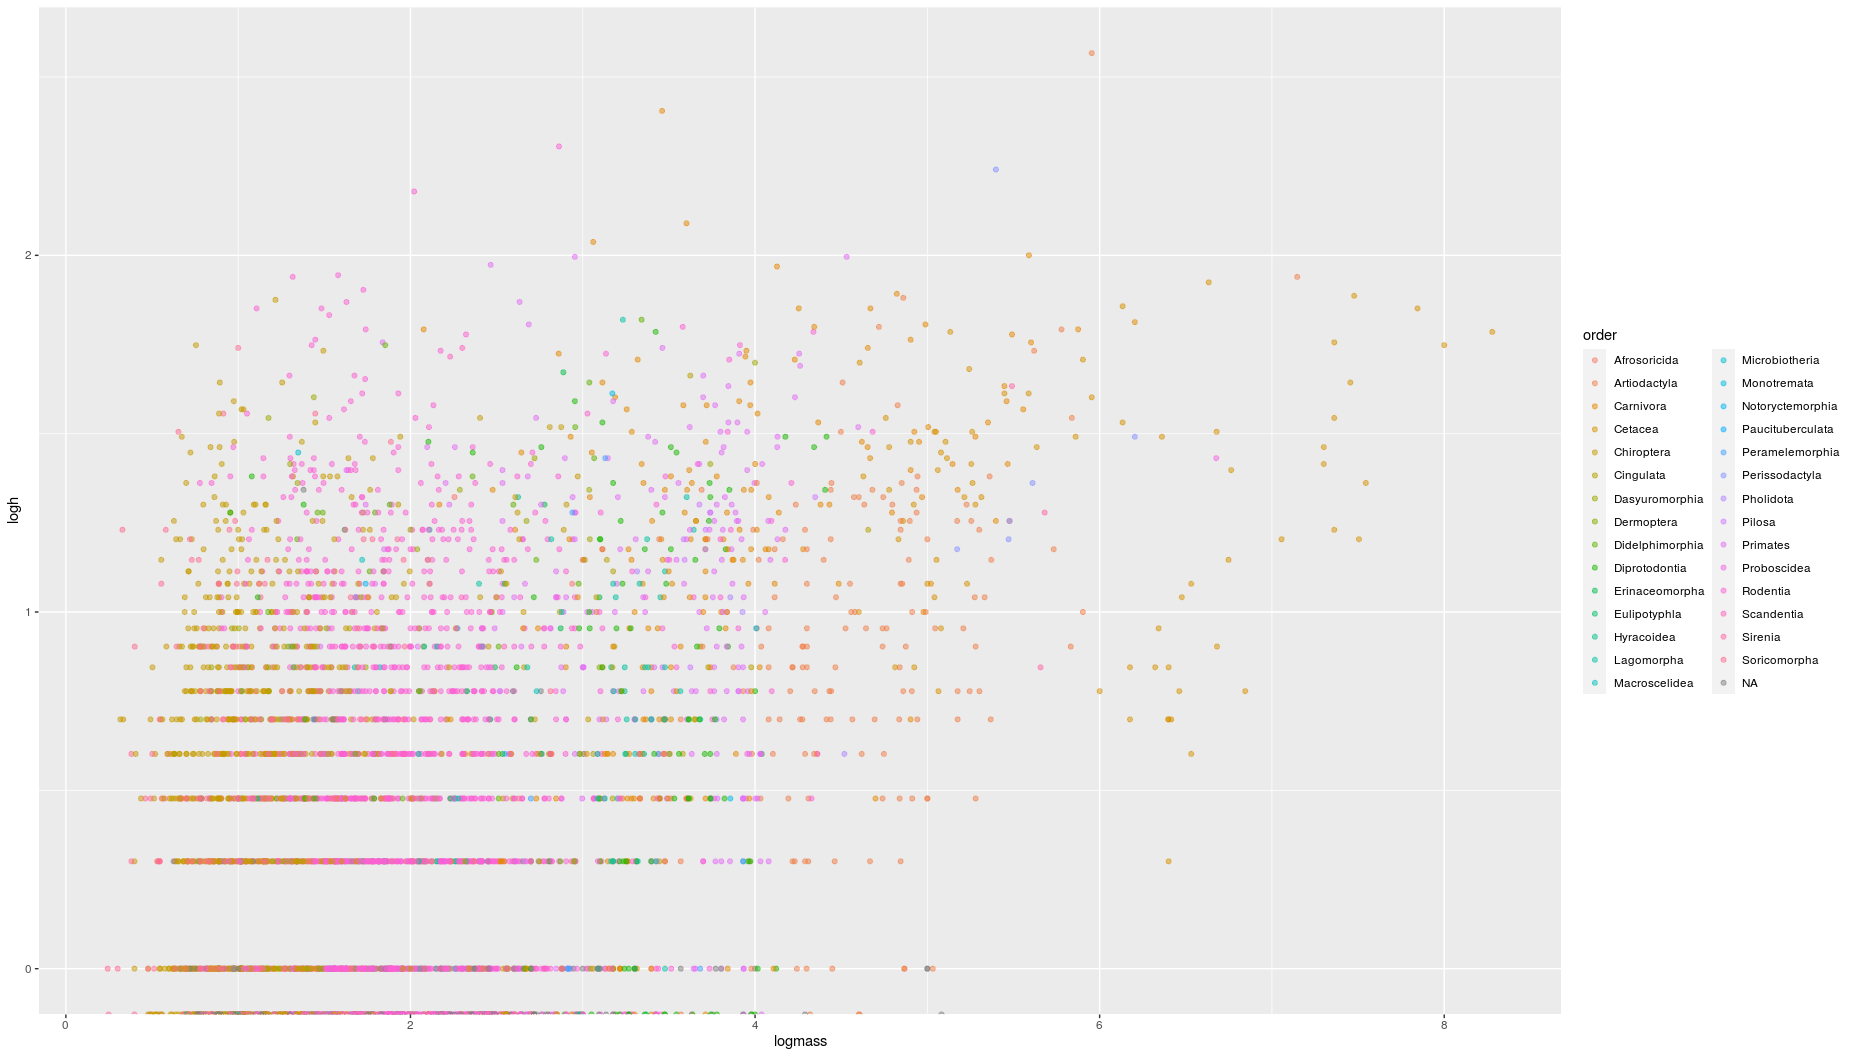 logh
2
1
0
0
2
4
6
8
logmass
order
Afrosoricida
Artiodactyla
Carnivora
Cetacea
Chiroptera
Cingulata
Dasyuromorphia
Dermoptera
Didelphimorphia
Diprotodontia
Erinaceomorpha
Eulipotyphla
Hyracoidea
Lagomorpha
Macroscelidea
Microbiotheria
Monotremata
Notoryctemorphia
Paucituberculata
Peramelemorphia
Perissodactyla
Pholidota
Pilosa
Primates
Proboscidea
Rodentia
Scandentia
Sirenia
Soricomorpha
NA